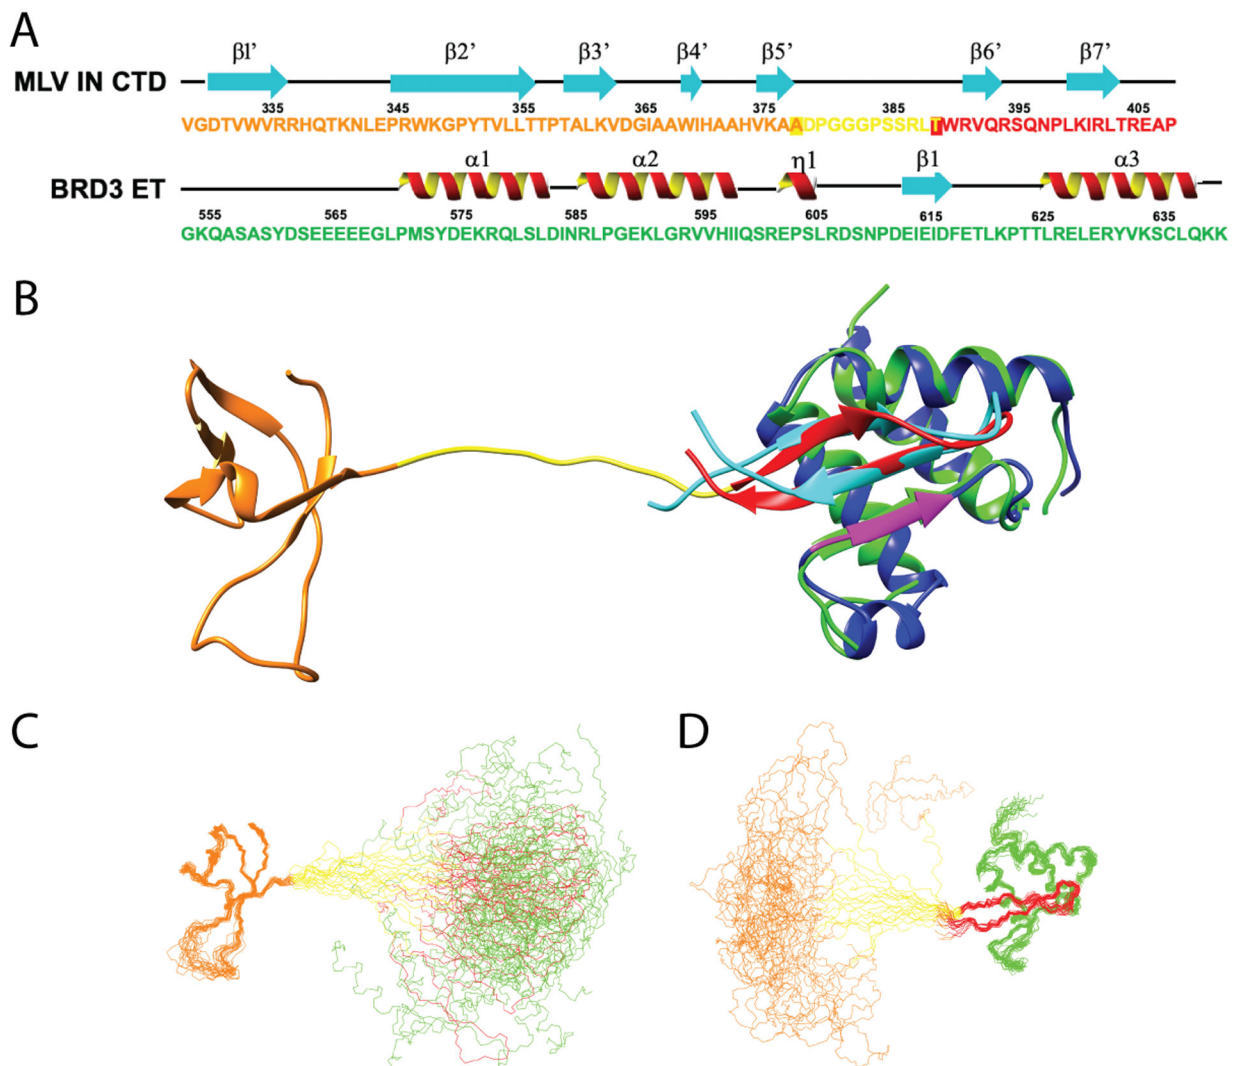 A
β1’ β2’ β3’ β4’ β5’ β6’ β7’
MLV IN CTD
335 345 355 365 375 385 395 405
VGDTVWVRRHQTKNLEPRWKGPYTVLLTTPTALKVDGIAAWIHAAHVKAADPGGGPSSRLTWRVQRSQNPLKIRLTREAP
α1 α2 η1 β1 α3
BRD3 ET
555 565 575 585 595 605 615 625 635
GKQASASYDSEEEEEGLPMSYDEKRQLSLDINRLPGEKLGRVVHIIQSREPSLRDSNPDEIEIDFETLKPTTLRELERYVKSCLQKK
B
C
D